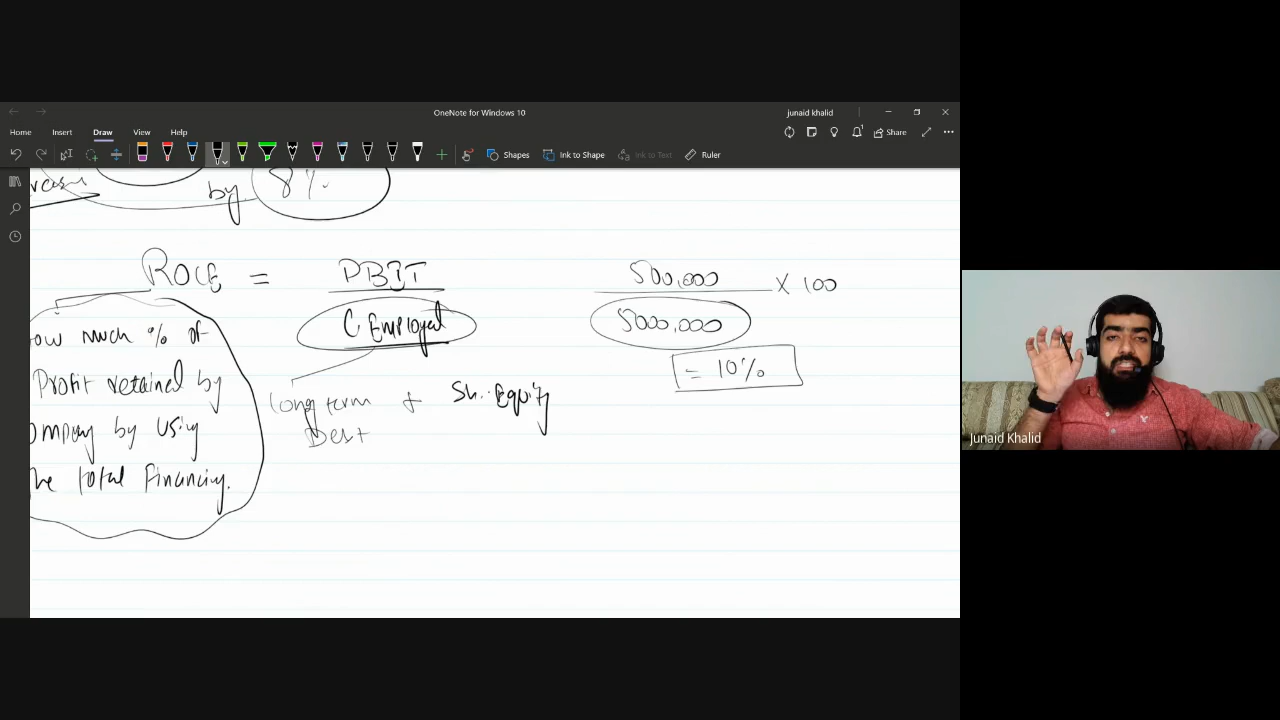 OneNote for Windows 10
junaid khalid
Home Insert Draw View Help
Share
Shapes
Ink to Shape
Ink to Text
Ruler
by 8%
ROCE = PBIT
C Employed
Long term + Sh. Equity
Debt
500,000 X 100
5000,000
= 10%
ow much % of
Profit retained by
ompany by using
he total Financing.
Junaid Khalid